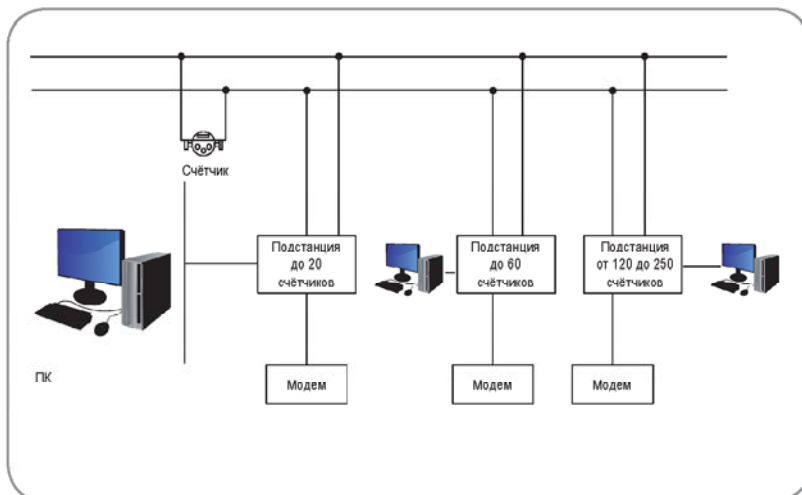 Счётчик
Подстанция
до 20
счётчиков
Подстанция
до 60
счётчиков
Подстанция
от 120 до 250
счётчиков
ПК
Модем
Модем
Модем